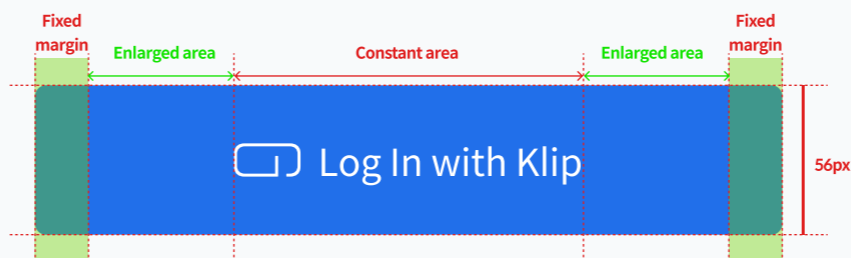 Fixed
margin
Enlarged area
Constant area
Enlarged area
Fixed
margin
Log In with Klip
56px